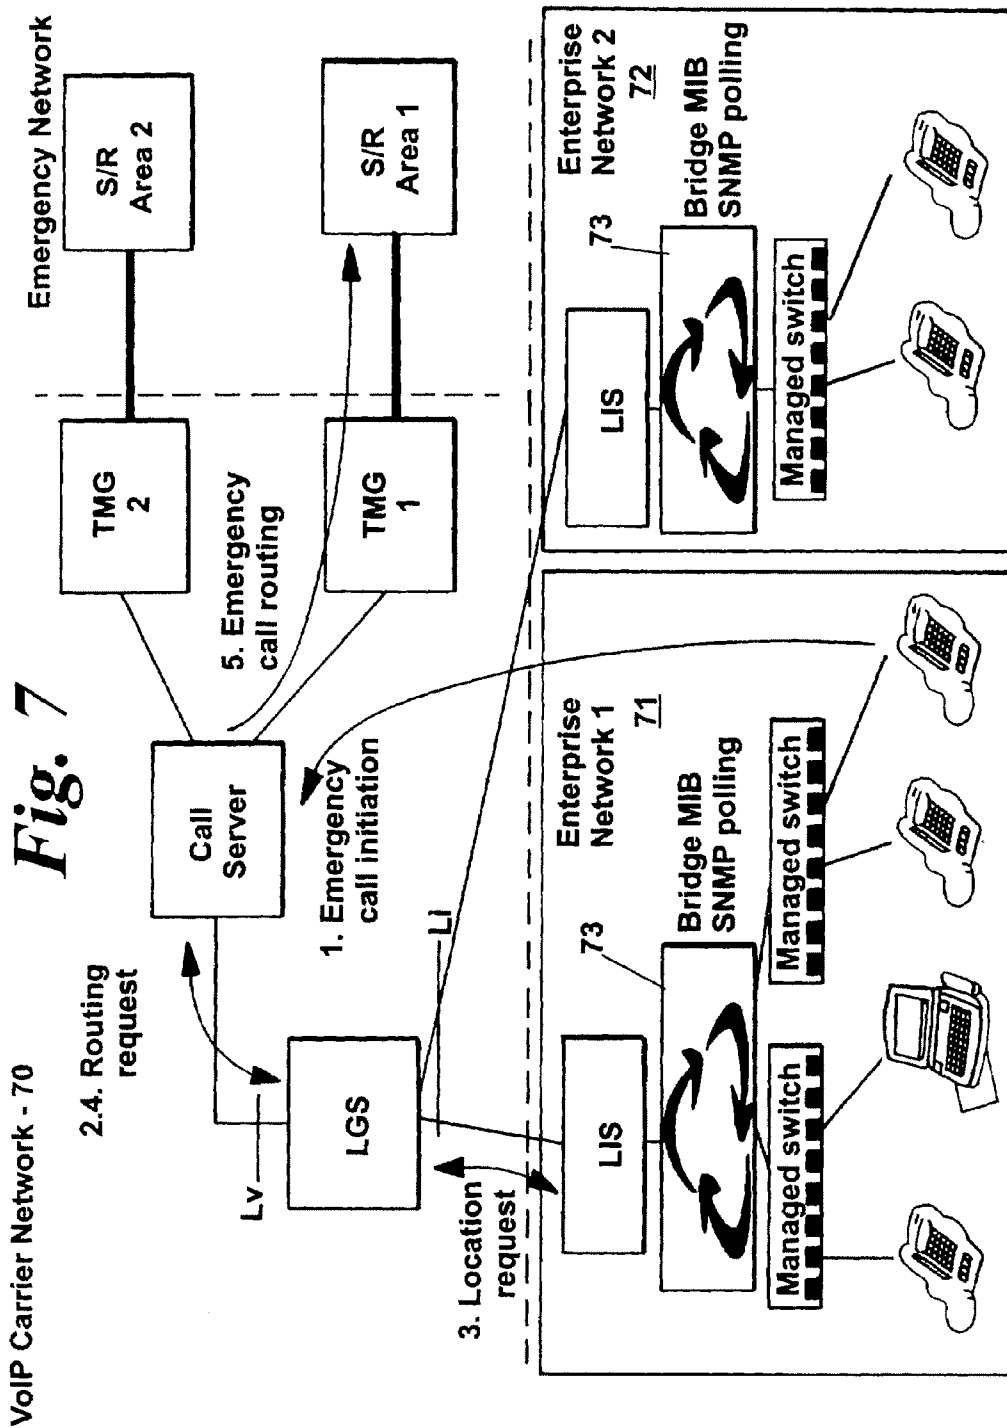 VoIP Carrier Network - 70
Fig. 7
Emergency Network
2.4. Routing
request
Call
Server
TMG
2
S/R
Area 2
Lv
LGS
1. Emergency
call initiation
5. Emergency
call routing
TMG
1
S/R
Area 1
3. Location
request
LI
LIS
73
Enterprise
Network 1
71
Bridge MIB
SNMP polling
Managed switch
Managed switch
LIS
73
Enterprise
Network 2
72
Bridge MIB
SNMP polling
Managed switch